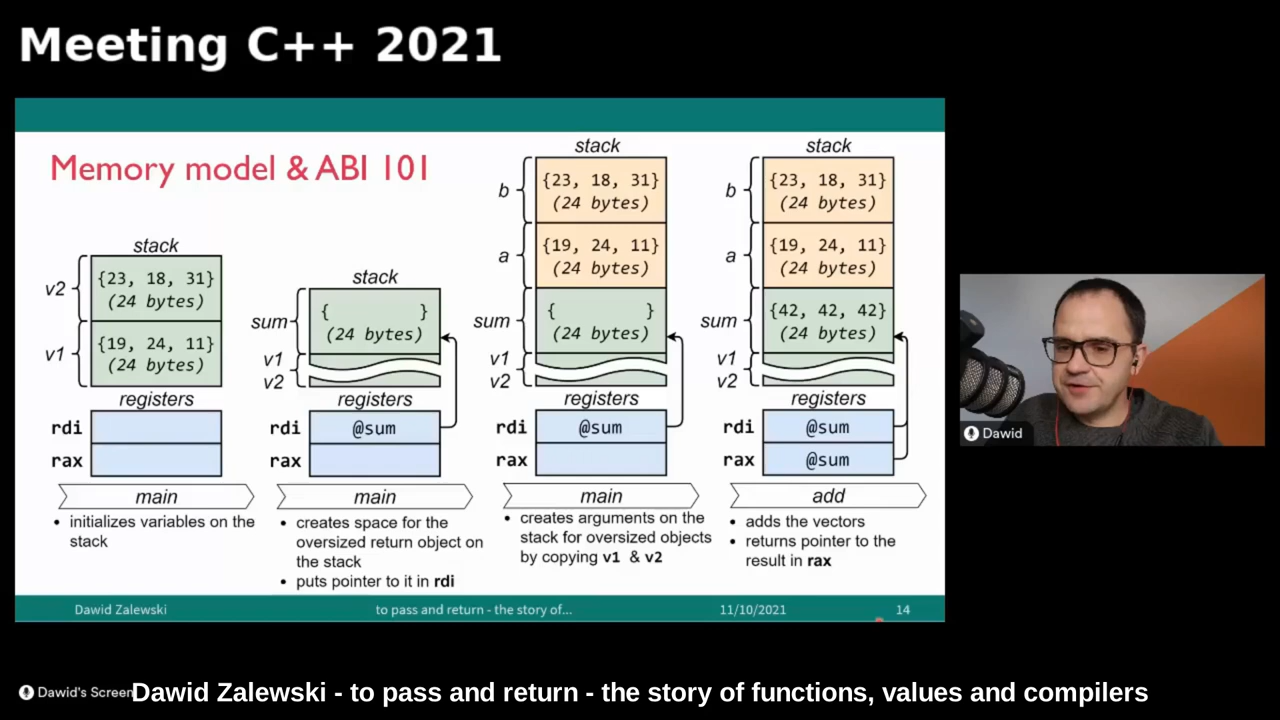 Meeting C++ 2021
Memory model & ABI 101
stack
v2
{23, 18, 31}
(24 bytes)
v1
{19, 24, 11}
(24 bytes)
registers
rdi
rax
main
• initializes variables on the
stack
stack
sum
{ }
(24 bytes)
v1
v2
registers
rdi @sum
rax
main
• creates space for the
oversized return object on
the stack
• puts pointer to it in rdi
stack
b
{23, 18, 31}
(24 bytes)
a
{19, 24, 11}
(24 bytes)
sum
{ }
(24 bytes)
v1
v2
registers
rdi @sum
rax
main
• creates arguments on the
stack for oversized objects
by copying v1 & v2
stack
b
{23, 18, 31}
(24 bytes)
a
{19, 24, 11}
(24 bytes)
sum
{42, 42, 42}
(24 bytes)
v1
v2
registers
rdi @sum
rax @sum
add
• adds the vectors
• returns pointer to the
result in rax
Dawid Zalewski to pass and return - the story of... 11/10/2021 14
Dawid
Dawid's Screen
Dawid Zalewski - to pass and return - the story of functions, values and compilers